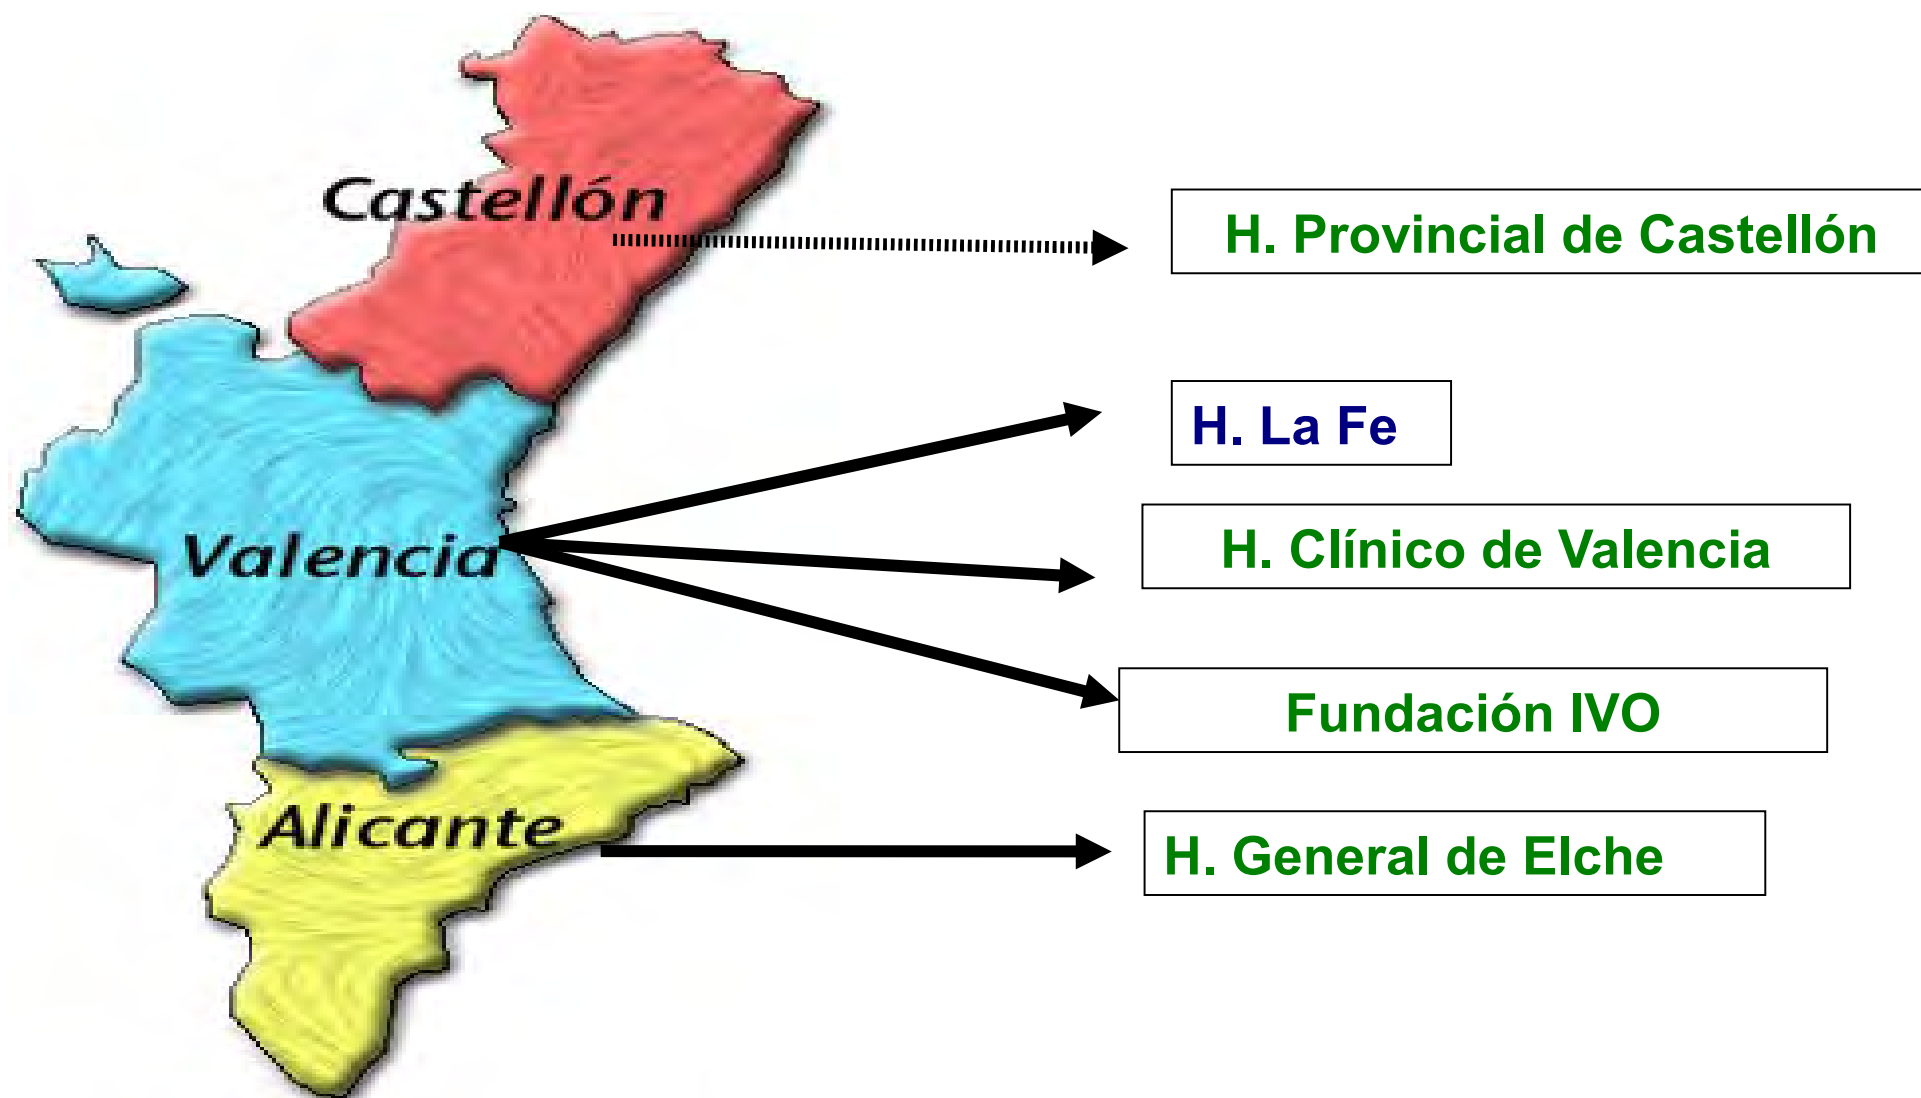 Castellón
H. Provincial de Castellón
H. La Fe
Valencia
H. Clínico de Valencia
Fundación IVO
Alicante
H. General de Elche